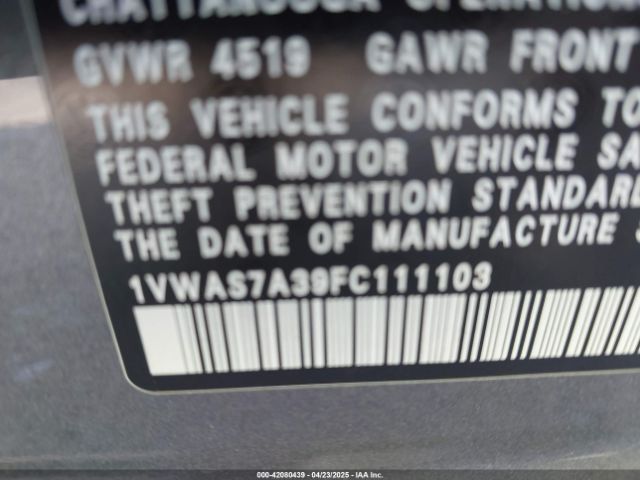 CHATTANOOGA OPERATIONS
GVWR 4519 GAWR FRONT
THIS VEHICLE CONFORMS TO
FEDERAL MOTOR VEHICLE SA
THEFT PREVENTION STANDARD
THE DATE OF MANUFACTURE S
1VWAS7A39FC111103
000-42080439 | 04/23/2025 - IAA Inc.